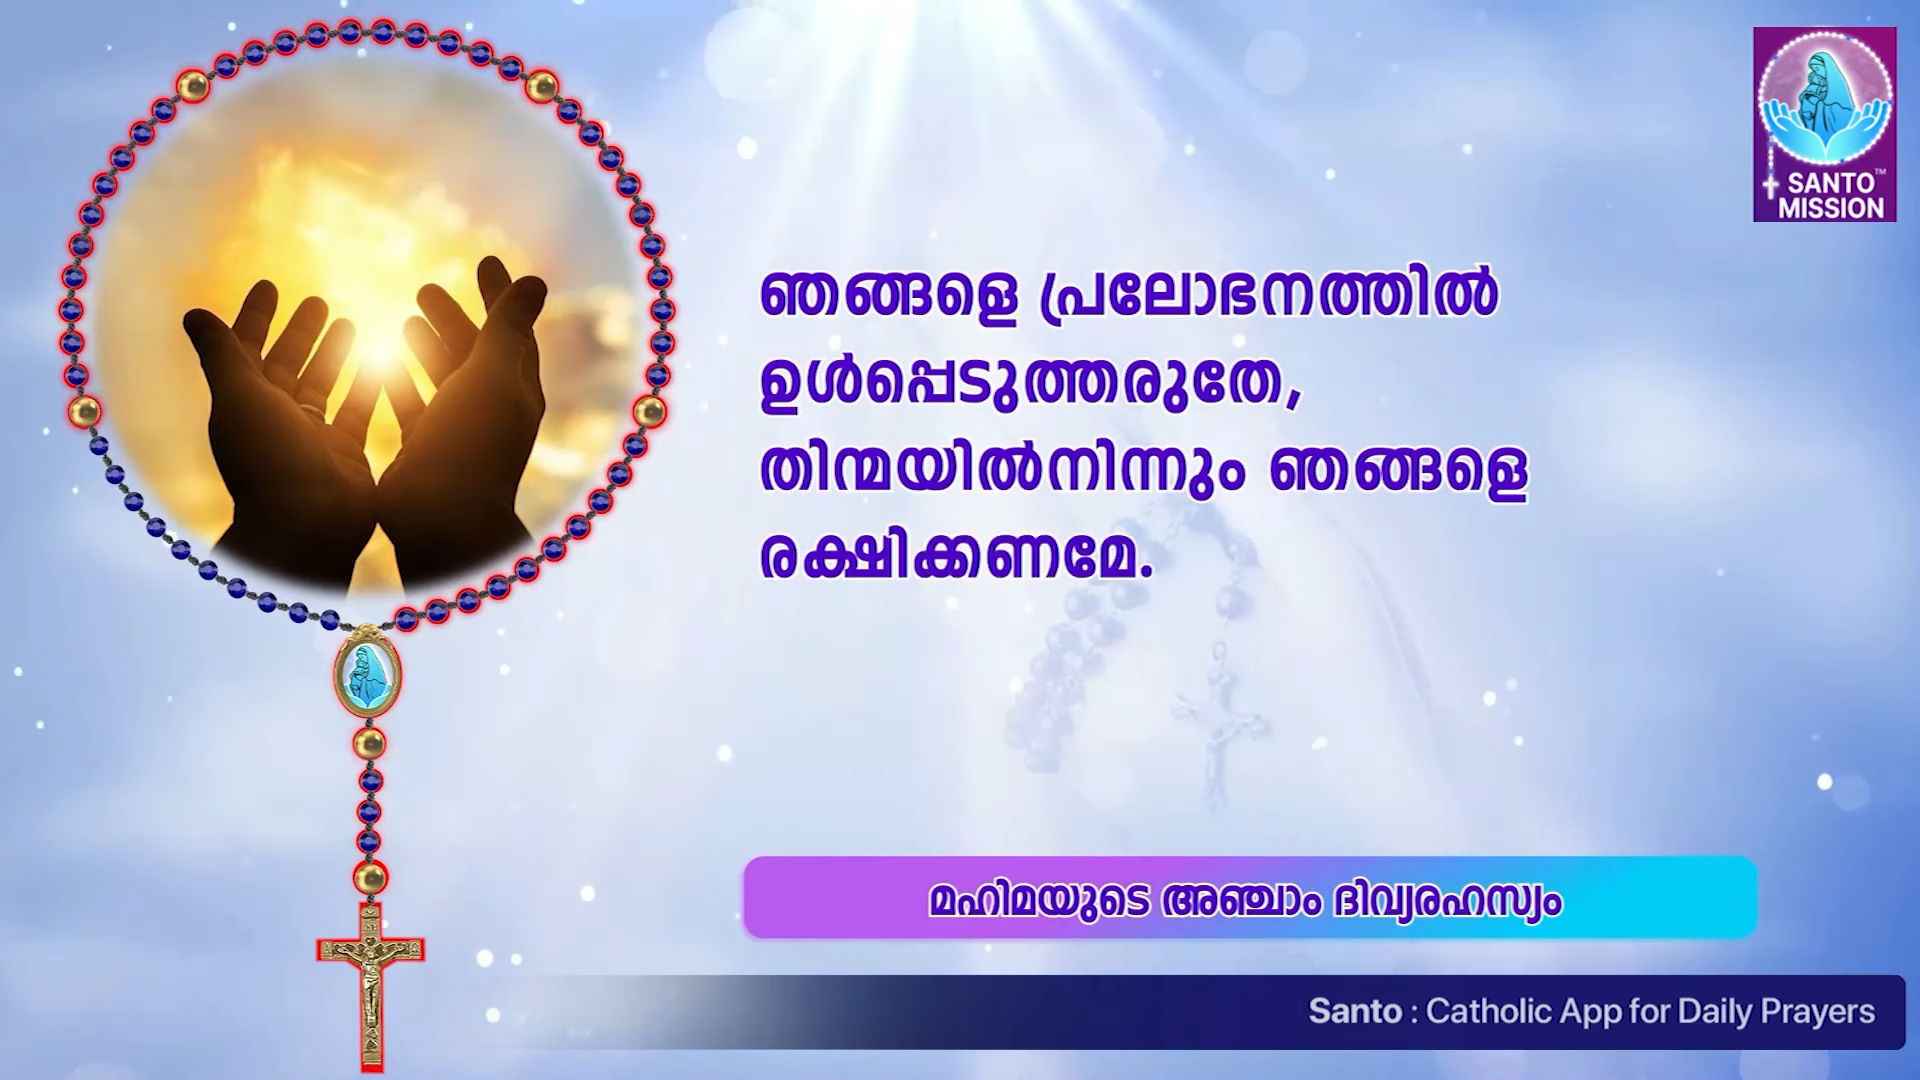 SANTO™
MISSION
ഞങ്ങളെ പ്രലോഭനത്തിൽ
ഉൾപ്പെടുത്തരുതേ,
തിന്മയിൽനിന്നും ഞങ്ങളെ
രക്ഷിക്കണമേ.
മഹിമയുടെ അഞ്ചാം ദിവ്യരഹസ്യം
Santo : Catholic App for Daily Prayers